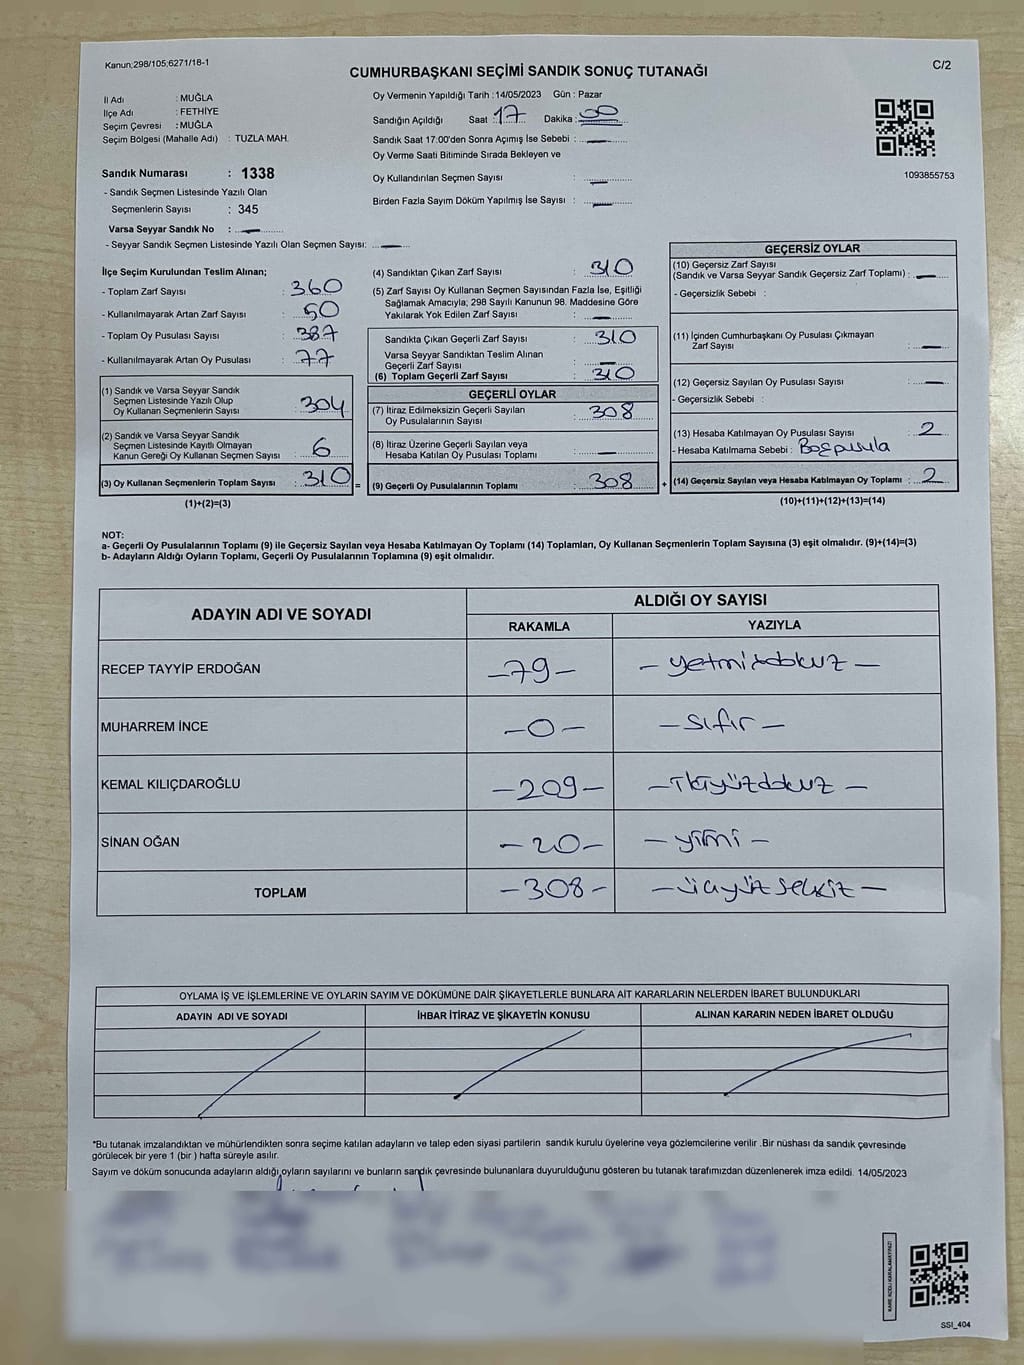 Kanun;298/105;6271/18-1
C/2
CUMHURBAŞKANI SEÇİMİ SANDIK SONUÇ TUTANAĞI
İl Adı : MUĞLA
İlçe Adı : FETHİYE
Seçim Çevresi : MUĞLA
Seçim Bölgesi (Mahalle Adı) : TUZLA MAH.
Sandık Numarası : 1338
- Sandık Seçmen Listesinde Yazılı Olan
Seçmenlerin Sayısı : 345
Varsa Seyyar Sandık No : —
- Seyyar Sandık Seçmen Listesinde Yazılı Olan Seçmen Sayısı: —
Oy Vermenin Yapıldığı Tarih :14/05/2023 Gün : Pazar
Sandığın Açıldığı Saat : 17 Dakika : 00
Sandık Saat 17:00'den Sonra Açımış İse Sebebi : —
Oy Verme Saati Bitiminde Sırada Bekleyen ve
Oy Kullandırılan Seçmen Sayısı : —
Birden Fazla Sayım Döküm Yapılmış İse Sayısı : —
1093855753
İlçe Seçim Kurulundan Teslim Alınan;
- Toplam Zarf Sayısı : 360
- Kullanılmayarak Artan Zarf Sayısı : 50
- Toplam Oy Pusulası Sayısı : 387
- Kullanılmayarak Artan Oy Pusulası : 77
(1) Sandık ve Varsa Seyyar Sandık
Seçmen Listesinde Yazılı Olup
Oy Kullanan Seçmenlerin Sayısı : 304
(2) Sandık ve Varsa Seyyar Sandık
Seçmen Listesinde Kayıtlı Olmayan
Kanun Gereği Oy Kullanan Seçmen Sayısı : 6
(3) Oy Kullanan Seçmenlerin Toplam Sayısı : 310 =
(1)+(2)=(3)
(4) Sandıktan Çıkan Zarf Sayısı : 310
(5) Zarf Sayısı Oy Kullanan Seçmen Sayısından Fazla İse, Eşitliği
Sağlamak Amacıyla; 298 Sayılı Kanunun 98. Maddesine Göre
Yakılarak Yok Edilen Zarf Sayısı : —
Sandıkta Çıkan Geçerli Zarf Sayısı : 310
Varsa Seyyar Sandıktan Teslim Alınan
Geçerli Zarf Sayısı : —
(6) Toplam Geçerli Zarf Sayısı : 310
GEÇERLİ OYLAR
(7) İtiraz Edilmeksizin Geçerli Sayılan
Oy Pusulalarının Sayısı : 308
(8) İtiraz Üzerine Geçerli Sayılan veya
Hesaba Katılan Oy Pusulası Toplamı : —
(9) Geçerli Oy Pusulalarının Toplamı : 308 +
GEÇERSİZ OYLAR
(10) Geçersiz Zarf Sayısı
(Sandık ve Varsa Seyyar Sandık Geçersiz Zarf Toplamı) : —
- Geçersizlik Sebebi :
(11) İçinden Cumhurbaşkanı Oy Pusulası Çıkmayan
Zarf Sayısı : —
(12) Geçersiz Sayılan Oy Pusulası Sayısı : —
- Geçersizlik Sebebi :
(13) Hesaba Katılmayan Oy Pusulası Sayısı : 2
- Hesaba Katılmama Sebebi : Boşpusula
(14) Geçersiz Sayılan veya Hesaba Katılmayan Oy Toplamı : 2
(10)+(11)+(12)+(13)=(14)
NOT:
a- Geçerli Oy Pusulalarının Toplamı (9) ile Geçersiz Sayılan veya Hesaba Katılmayan Oy Toplamı (14) Toplamları, Oy Kullanan Seçmenlerin Toplam Sayısına (3) eşit olmalıdır. (9)+(14)=(3)
b- Adayların Aldığı Oyların Toplamı, Geçerli Oy Pusulalarının Toplamına (9) eşit olmalıdır.
ADAYIN ADI VE SOYADI
ALDIĞI OY SAYISI
RAKAMLA YAZIYLA
RECEP TAYYİP ERDOĞAN –79– – yetmişdokuz –
MUHARREM İNCE –0– – sıfır –
KEMAL KILIÇDAROĞLU –209– – ikiyüzdokuz –
SİNAN OĞAN –20– – yirmi –
TOPLAM –308– – üçyüz sekiz –
OYLAMA İŞ VE İŞLEMLERİNE VE OYLARIN SAYIM VE DÖKÜMÜNE DAİR ŞİKAYETLERLE BUNLARA AİT KARARLARIN NELERDEN İBARET BULUNDUKLARI
ADAYIN ADI VE SOYADI İHBAR İTİRAZ VE ŞİKAYETİN KONUSU ALINAN KARARIN NEDEN İBARET OLDUĞU
*Bu tutanak imzalandıktan ve mühürlendikten sonra seçime katılan adayların ve talep eden siyasi partilerin sandık kurulu üyelerine veya gözlemcilerine verilir .Bir nüshası da sandık çevresinde
görülecek bir yere 1 (bir ) hafta süreyle asılır.
Sayım ve döküm sonucunda adayların aldığı oyların sayılarını ve bunların sandık çevresinde bulunanlara duyurulduğunu gösteren bu tutanak tarafımızdan düzenlenerek imza edildi. 14/05/2023
KARE KODU KARALAMAYINIZ!
SSI_404